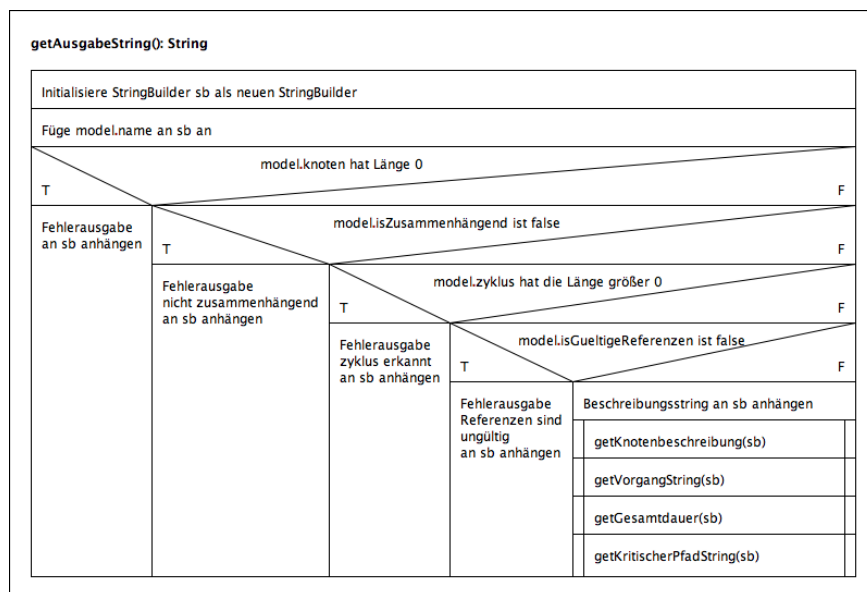 getAusgabeString(): String
Initialisiere StringBuilder sb als neuen StringBuilder
Füge model.name an sb an
model.knoten hat Länge 0
T
F
Fehlerausgabe
an sb anhängen
model.isZusammenhängend ist false
T
F
Fehlerausgabe
nicht zusammenhängend
an sb anhängen
model.zyklus hat die Länge größer 0
T
F
Fehlerausgabe
zyklus erkannt
an sb anhängen
model.isGueltigeReferenzen ist false
T
F
Fehlerausgabe
Referenzen sind
ungültig
an sb anhängen
Beschreibungsstring an sb anhängen
getKnotenbeschreibung(sb)
getVorgangString(sb)
getGesamtdauer(sb)
getKritischerPfadString(sb)